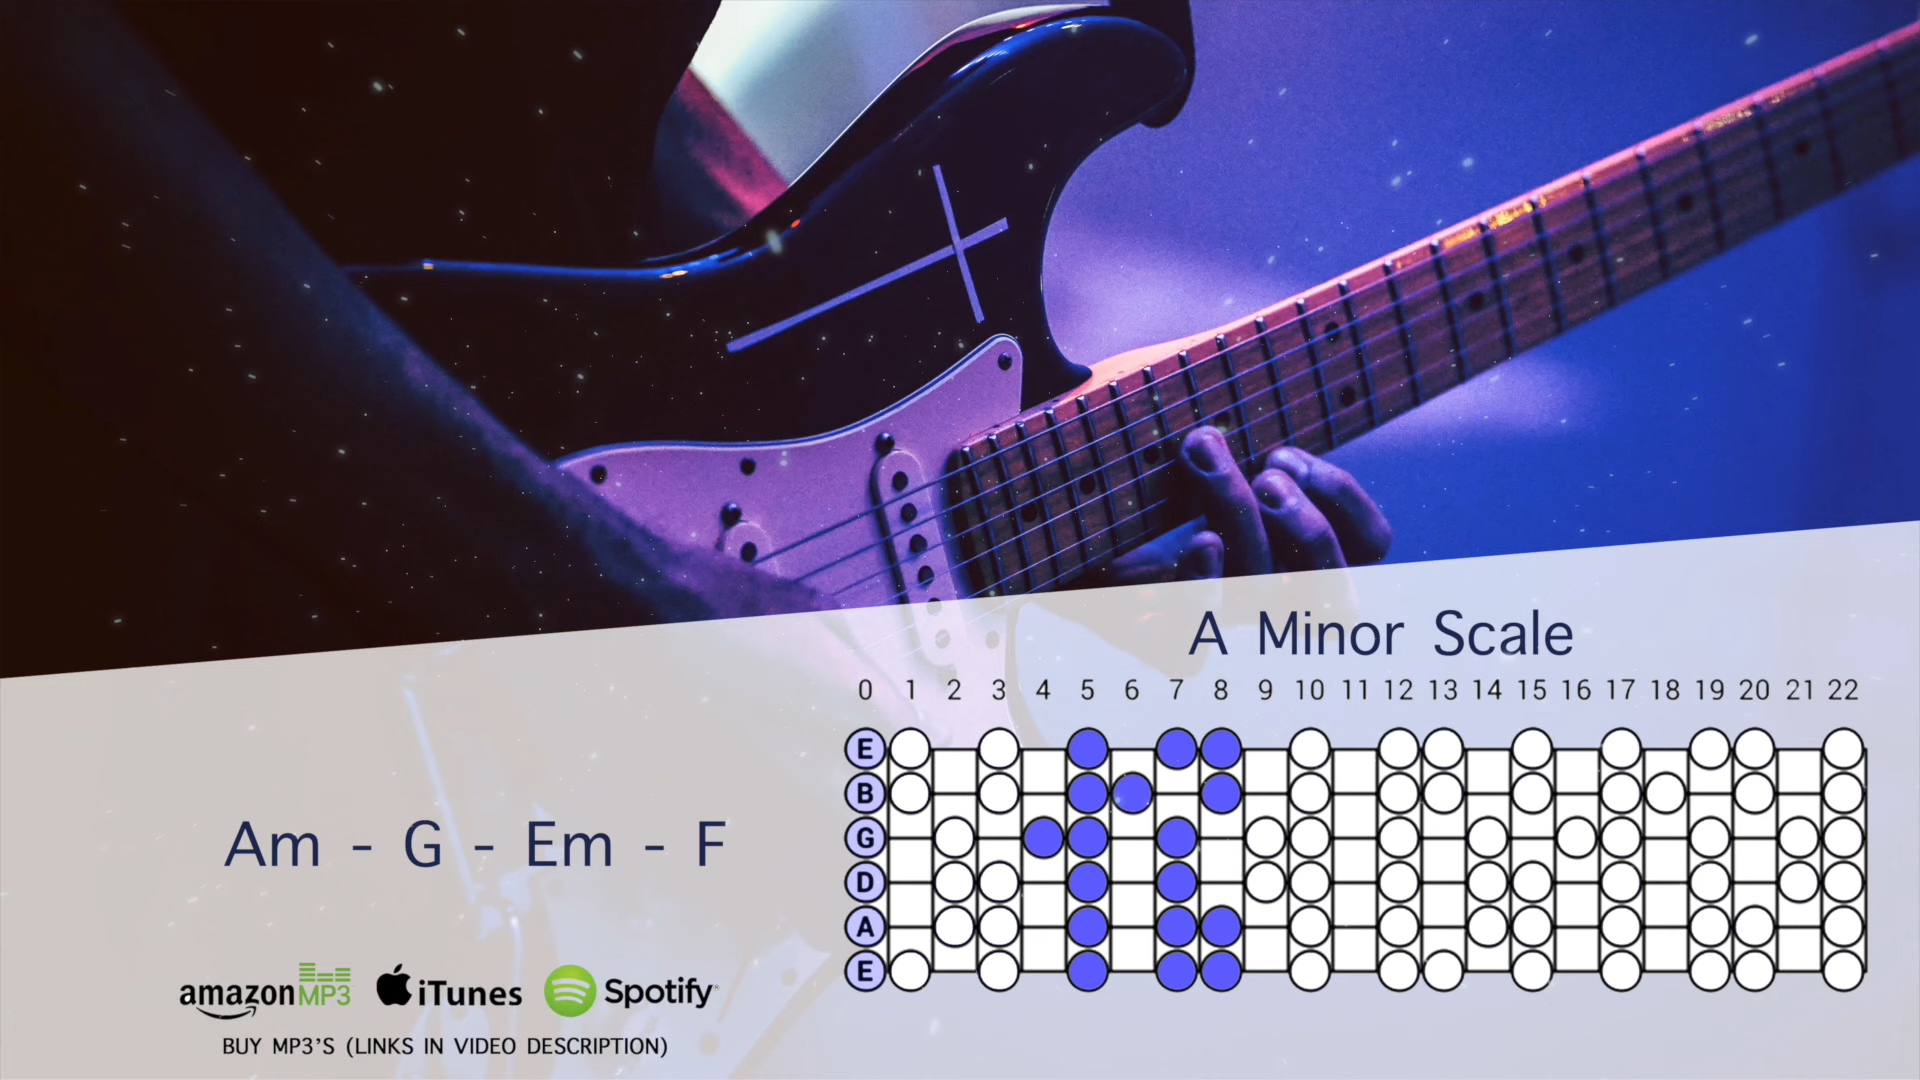 A Minor Scale
0 1 2 3 4 5 6 7 8 9 10 11 12 13 14 15 16 17 18 19 20 21 22
E
B
G
D
A
E
Am - G - Em - F
amazonMP3 iTunes Spotify
BUY MP3'S (LINKS IN VIDEO DESCRIPTION)